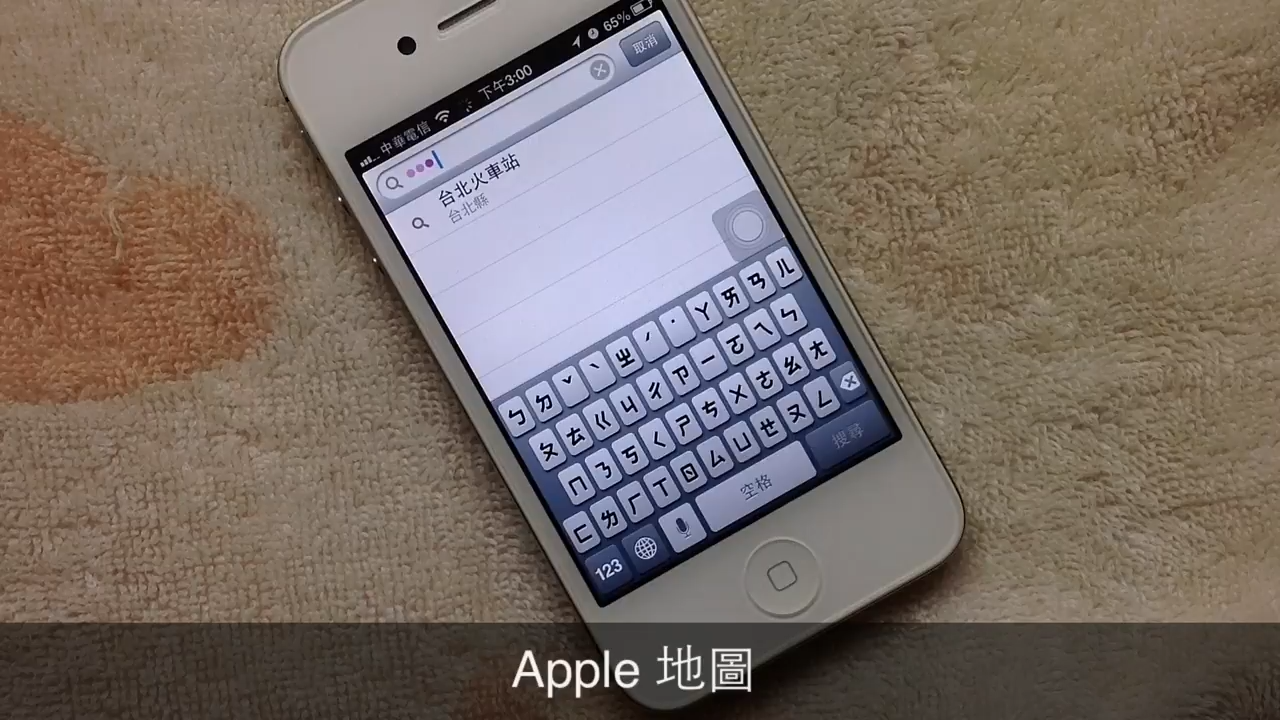 中華電信 下午3:00 65%
取消
台北火車站
台北縣
ㄅ ㄉ ˇ ˋ ㄓ ˊ ˙ ㄚ ㄞ ㄢ ㄦ
ㄆ ㄊ ㄍ ㄐ ㄔ ㄗ ㄧ ㄛ ㄟ ㄣ
ㄇ ㄋ ㄎ ㄑ ㄕ ㄘ ㄨ ㄜ ㄠ ㄤ
ㄈ ㄌ ㄏ ㄒ ㄖ ㄙ ㄩ ㄝ ㄡ ㄥ
123 空格 搜尋
Apple 地圖